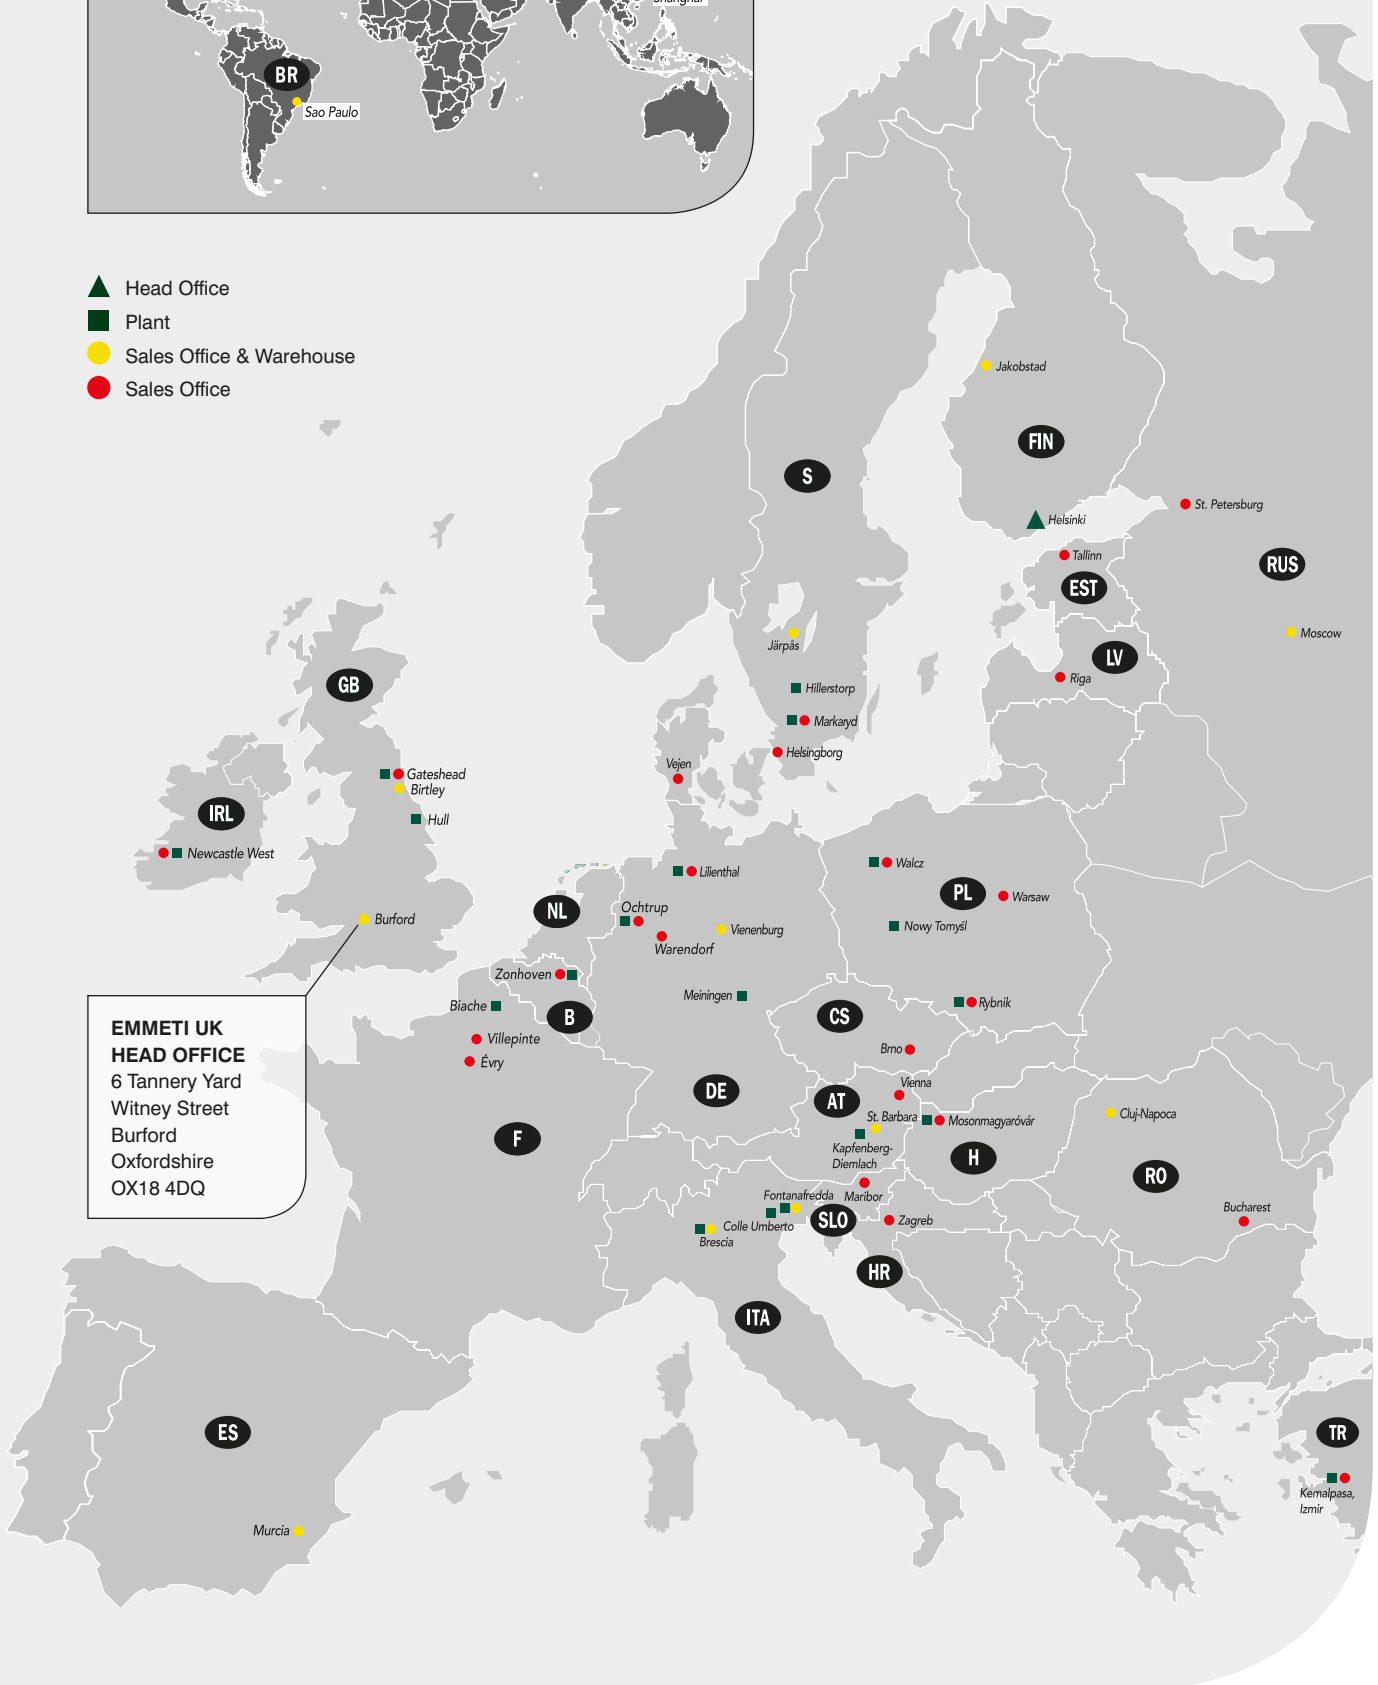 Shanghai
BR
Sao Paulo
Head Office
Plant
Sales Office & Warehouse
Sales Office
Jakobstad
FIN
S
St. Petersburg
Helsinki
Tallinn
RUS
EST
Moscow
Järpås
LV
Riga
GB
Hillerstorp
Markaryd
Helsingborg
Vejen
Gateshead
Birtley
IRL
Hull
Newcastle West
Walcz
Lilienthal
PL
Warsaw
NL
Ochtrup
Burford
Nowy Tomyśl
Vienenburg
Warendorf
Zonhoven
Meiningen
Biache
Rybnik
B
CS
EMMETI UK
HEAD OFFICE
6 Tannery Yard
Witney Street
Burford
Oxfordshire
OX18 4DQ
Villepinte
Brno
Évry
Vienna
DE
AT
St. Barbara
Mosonmagyaróvár
Cluj-Napoca
F
Kapfenberg-
Diemlach
H
RO
Fontanafredda
Maribor
Bucharest
Colle Umberto
SLO
Zagreb
Brescia
HR
ITA
ES
TR
Kemalpasa,
Izmir
Murcia